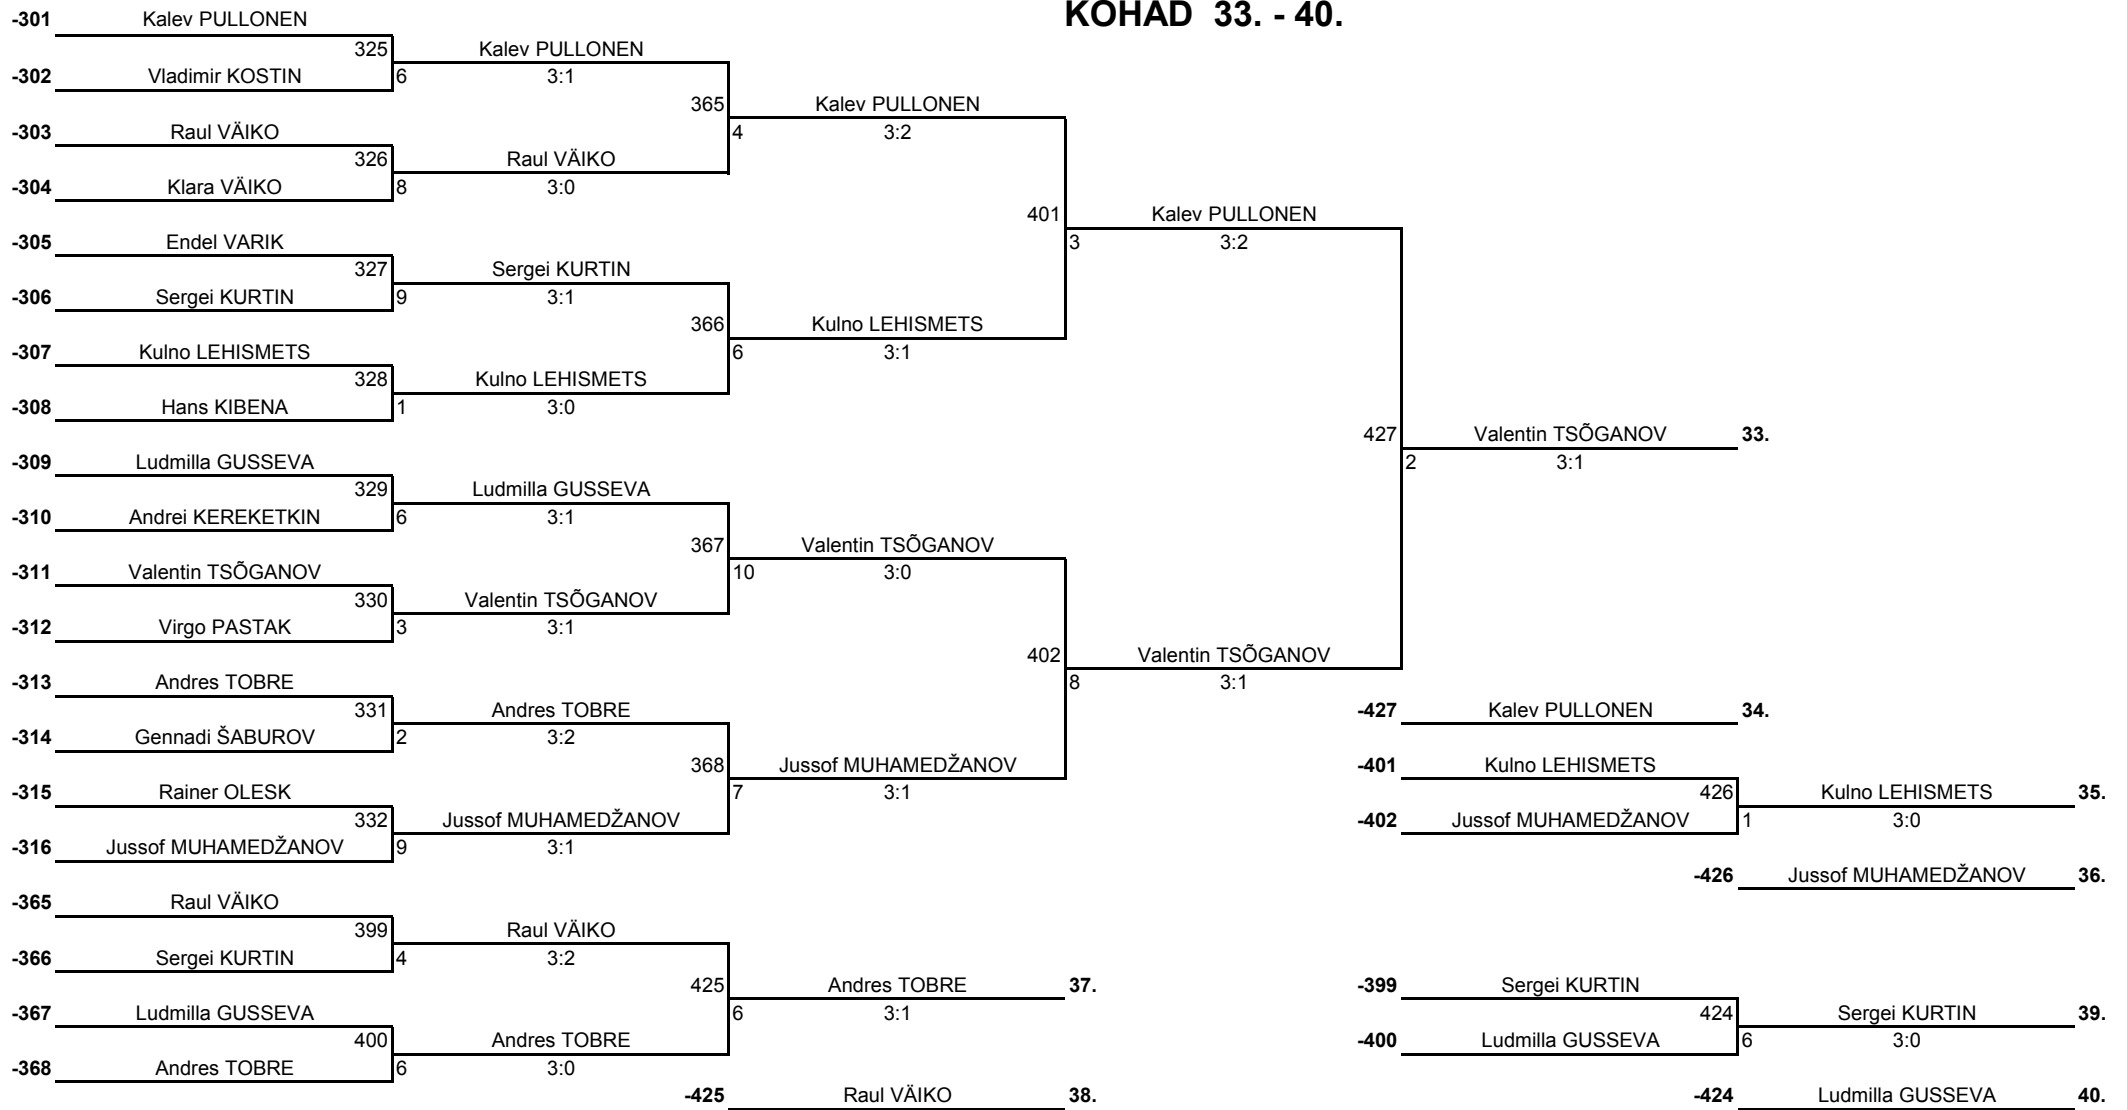 KOHAD 33. - 40.
-301 Kalev PULLONEN
325 Kalev PULLONEN
-302 Vladimir KOSTIN 6 3:1
365 Kalev PULLONEN
-303 Raul VÄIKO 4 3:2
326 Raul VÄIKO
-304 Klara VÄIKO 8 3:0
401 Kalev PULLONEN
-305 Endel VARIK 3 3:2
327 Sergei KURTIN
-306 Sergei KURTIN 9 3:1
366 Kulno LEHISMETS
-307 Kulno LEHISMETS 6 3:1
328 Kulno LEHISMETS
-308 Hans KIBENA 1 3:0
427 Valentin TSÕGANOV 33.
-309 Ludmilla GUSSEVA 2 3:1
329 Ludmilla GUSSEVA
-310 Andrei KEREKETKIN 6 3:1
367 Valentin TSÕGANOV
-311 Valentin TSÕGANOV 10 3:0
330 Valentin TSÕGANOV
-312 Virgo PASTAK 3 3:1
402 Valentin TSÕGANOV
-313 Andres TOBRE 8 3:1
331 Andres TOBRE -427 Kalev PULLONEN 34.
-314 Gennadi ŠABUROV 2 3:2
368 Jussof MUHAMEDŽANOV -401 Kulno LEHISMETS
-315 Rainer OLESK 7 3:1 426 Kulno LEHISMETS 35.
332 Jussof MUHAMEDŽANOV -402 Jussof MUHAMEDŽANOV 1 3:0
-316 Jussof MUHAMEDŽANOV 9 3:1
-426 Jussof MUHAMEDŽANOV 36.
-365 Raul VÄIKO
399 Raul VÄIKO
-366 Sergei KURTIN 4 3:2
425 Andres TOBRE 37. -399 Sergei KURTIN
-367 Ludmilla GUSSEVA 6 3:1 424 Sergei KURTIN 39.
400 Andres TOBRE -400 Ludmilla GUSSEVA 6 3:0
-368 Andres TOBRE 6 3:0
-425 Raul VÄIKO 38. -424 Ludmilla GUSSEVA 40.